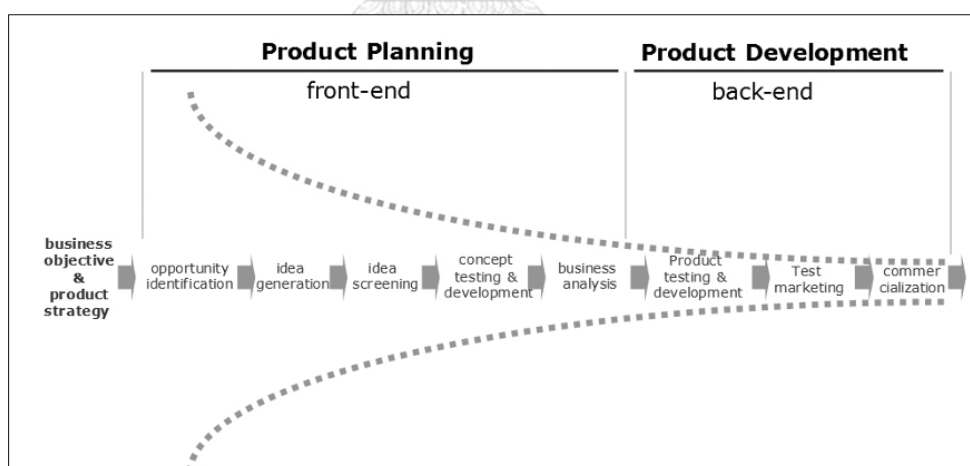 Product Planning
Product Development
front-end
back-end
business
objective
&
product
strategy
opportunity
identification
idea
generation
idea
screening
concept
testing &
development
business
analysis
Product
testing &
development
Test
marketing
commer
cialization